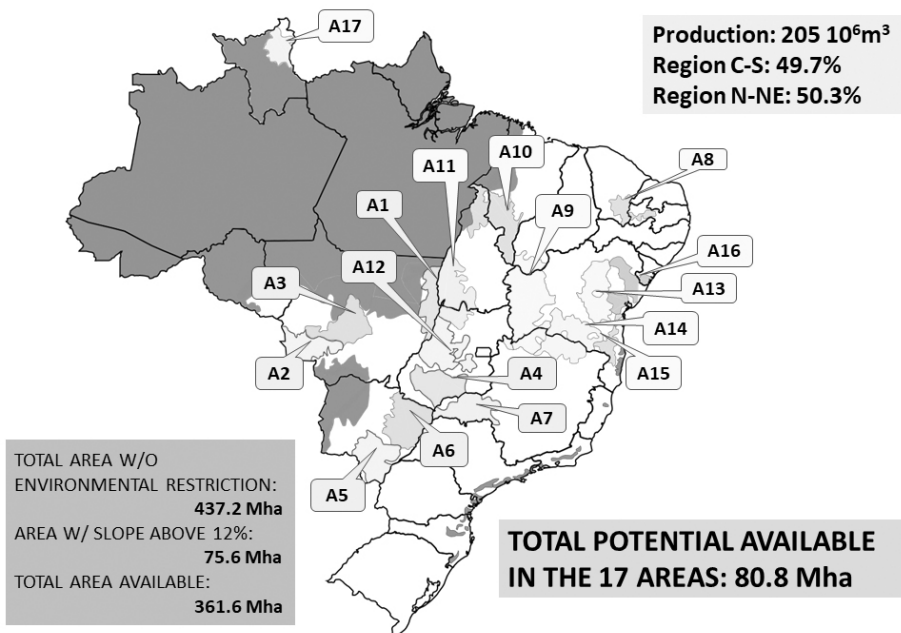 A17
Production: 205 10⁶m³
Region C-S: 49.7%
Region N-NE: 50.3%
A10
A11
A8
A1
A9
A12
A16
A3
A13
A14
A2
A4
A15
A7
A6
A5
TOTAL AREA W/O
ENVIRONMENTAL RESTRICTION:
437.2 Mha
AREA W/ SLOPE ABOVE 12%:
75.6 Mha
TOTAL AREA AVAILABLE:
361.6 Mha
TOTAL POTENTIAL AVAILABLE
IN THE 17 AREAS: 80.8 Mha